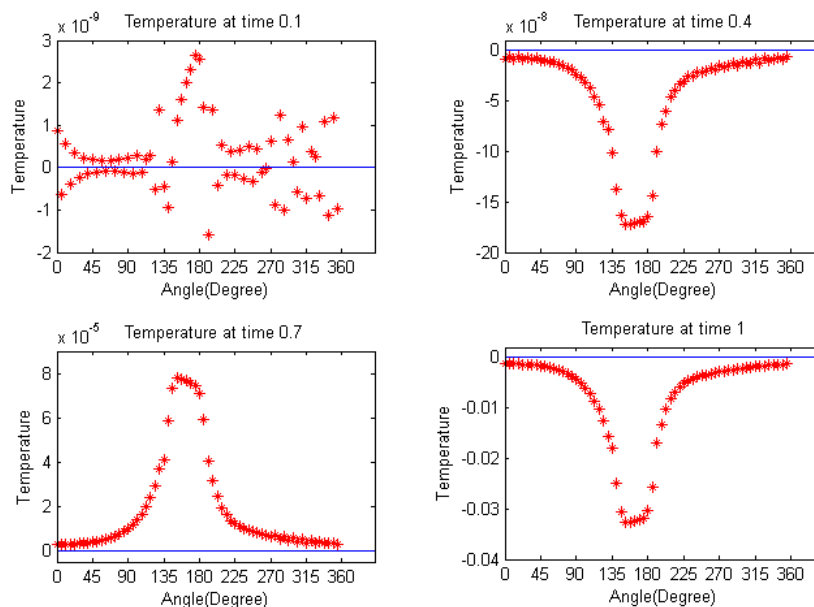 Temperature at time 0.1
x 10^-9
3
2
1
0
-1
-2
Temperature
0 45 90 135 180 225 270 315 360
Angle(Degree)
Temperature at time 0.4
x 10^-8
0
-5
-10
-15
-20
Temperature
0 45 90 135 180 225 270 315 360
Angle(Degree)
Temperature at time 0.7
x 10^-5
8
6
4
2
0
Temperature
0 45 90 135 180 225 270 315 360
Angle(Degree)
Temperature at time 1
0
-0.01
-0.02
-0.03
-0.04
Temperature
0 45 90 135 180 225 270 315 360
Angle(Degree)